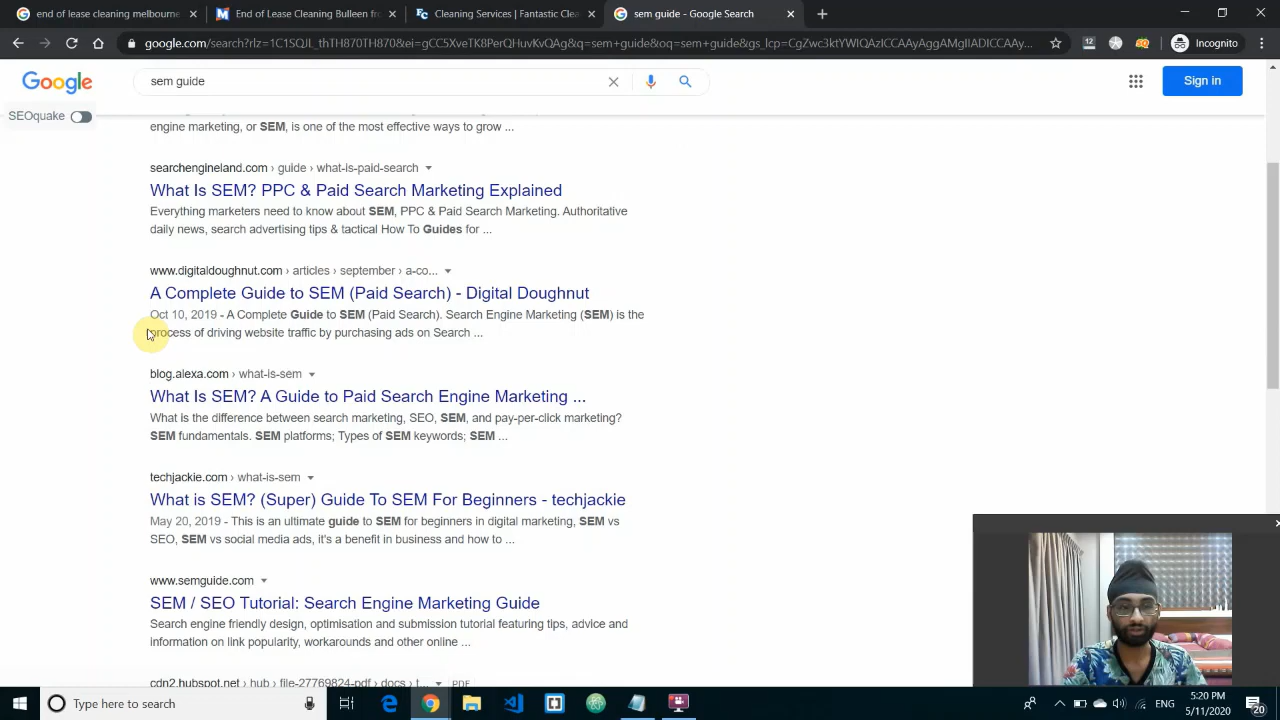 end of lease cleaning melbourne
End of Lease Cleaning Bulleen fro
Cleaning Services | Fantastic Clea
sem guide - Google Search
google.com/search?rlz=1C1SQJL_thTH870TH870&ei=gCC5XveTK8PerQHuvKvQAg&q=sem+guide&oq=sem+guide&gs_lcp=CgZwc3ktYWIQAzICCAAyAggAMgIIADICCAAy...
12
Incognito
Google
sem guide
Sign in
SEOquake
engine marketing, or SEM, is one of the most effective ways to grow ...
searchengineland.com › guide › what-is-paid-search
What Is SEM? PPC & Paid Search Marketing Explained
Everything marketers need to know about SEM, PPC & Paid Search Marketing. Authoritative
daily news, search advertising tips & tactical How To Guides for ...
www.digitaldoughnut.com › articles › september › a-co...
A Complete Guide to SEM (Paid Search) - Digital Doughnut
Oct 10, 2019 - A Complete Guide to SEM (Paid Search). Search Engine Marketing (SEM) is the
process of driving website traffic by purchasing ads on Search ...
blog.alexa.com › what-is-sem
What Is SEM? A Guide to Paid Search Engine Marketing ...
What is the difference between search marketing, SEO, SEM, and pay-per-click marketing?
SEM fundamentals. SEM platforms; Types of SEM keywords; SEM ...
techjackie.com › what-is-sem
What is SEM? (Super) Guide To SEM For Beginners - techjackie
May 20, 2019 - This is an ultimate guide to SEM for beginners in digital marketing, SEM vs
SEO, SEM vs social media ads, it's a benefit in business and how to ...
www.semguide.com
SEM / SEO Tutorial: Search Engine Marketing Guide
Search engine friendly design, optimisation and submission tutorial featuring tips, advice and
information on link popularity, workarounds and other online ...
cdn2.hubspot.net › hub › file-27769824-pdf › docs › t... PDF
Type here to search
ENG
5:20 PM
5/11/2020
20